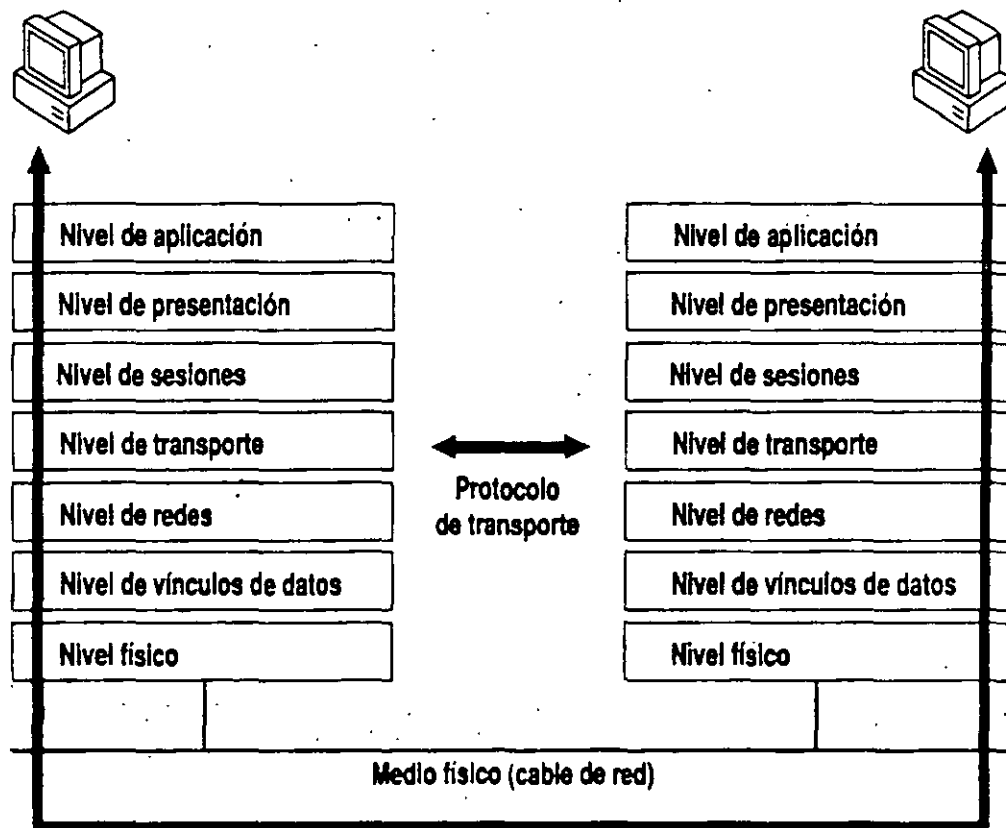 Nivel de aplicación
Nivel de aplicación
Nivel de presentación
Nivel de presentación
Nivel de sesiones
Nivel de sesiones
Nivel de transporte
Nivel de transporte
Protocolo
de transporte
Nivel de redes
Nivel de redes
Nivel de vínculos de datos
Nivel de vínculos de datos
Nivel físico
Nivel físico
Medio físico (cable de red)